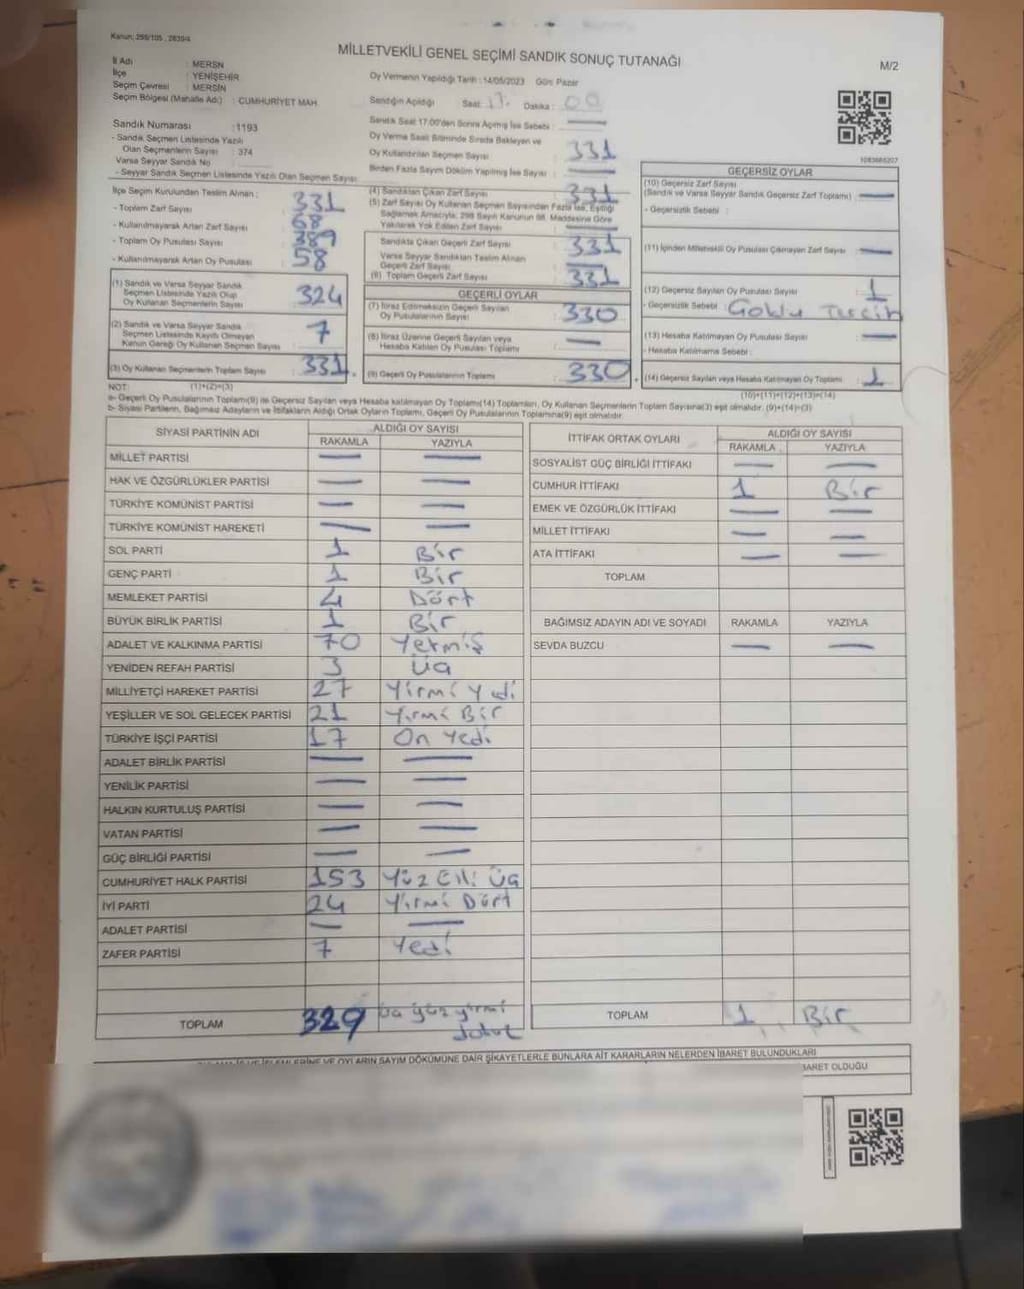 Kanun: 298/105 , 2839/4
MİLLETVEKİLİ GENEL SEÇİMİ SANDIK SONUÇ TUTANAĞI
M/2
İl Adı : MERSN
İlçe : YENİŞEHİR
Seçim Çevresi : MERSİN
Seçim Bölgesi (Mahalle Ad.) : CUMHURİYET MAH.
Oy Vermenin Yapıldığı Tarih : 14/05/2023 Gün: Pazar
Sandığın Açıldığı Saat: 17. Dakika : 00
Sandık Saat 17.00'den Sonra Açılmış İse Sebebi :
Sandık Numarası :1193
- Sandık Seçmen Listesinde Yazılı
Olan Seçmenlerin Sayısı : 374
Varsa Seyyar Sandık No
- Seyyar Sandık Seçmen Listesinde Yazılı Olan Seçmen Sayısı:
Oy Verme Saati Bitiminde Sırada Bekleyen ve
Oy Kullandırılan Seçmen Sayısı 331
Birden Fazla Sayım Döküm Yapılmış İse Sayısı :
1083665207
İlçe Seçim Kurulundan Teslim Alınan :
- Toplam Zarf Sayısı 331
- Kullanılmayarak Artan Zarf Sayısı 68
- Toplam Oy Pusulası Sayısı 389
- Kullanılmayarak Artan Oy Pusulası 58
(1) Sandık ve Varsa Seyyar Sandık
Seçmen Listesinde Yazılı Olup
Oy Kullanan Seçmenlerin Sayısı 324
(2) Sandık ve Varsa Seyyar Sandık
Seçmen Listesinde Kayıtlı Olmayan
Kanun Gereği Oy Kullanan Seçmen Sayısı 7
(3) Oy Kullanan Seçmenlerin Toplam Sayısı 331.
(4) Sandıktan Çıkan Zarf Sayısı 331
(5) Zarf Sayısı Oy Kullanan Seçmen Sayısından Fazla İse, Eşitliği
Sağlamak Amacıyla; 298 Sayılı Kanunun 98. Maddesine Göre
Yakılarak Yok Edilen Zarf Sayısı
Sandıkta Çıkan Geçerli Zarf Sayısı 331
Varsa Seyyar Sandıktan Teslim Alınan
Geçerli Zarf Sayısı
(6) Toplam Geçerli Zarf Sayısı : 331
GEÇERLİ OYLAR
(7) İtiraz Edilmeksizin Geçerli Sayılan
Oy Pusulalarının Sayısı 330
(8) İtiraz Üzerine Geçerli Sayılan veya
Hesaba Katılan Oy Pusulası Toplamı
(9) Geçerli Oy Pusulalarının Toplamı 330.
GEÇERSİZ OYLAR
(10) Geçersiz Zarf Sayısı
(Sandık ve Varsa Seyyar Sandık Geçersiz Zarf Toplamı)
- Geçersizlik Sebebi :
(11) İçinden Milletvekili Oy Pusulası Çıkmayan Zarf Sayısı
(12) Geçersiz Sayılan Oy Pusulası Sayısı 1
- Geçersizlik Sebebi : Çoklu Tercih
(13) Hesaba Katılmayan Oy Pusulası Sayısı
- Hesaba Katılmama Sebebi :
(14) Geçersiz Sayılan veya Hesaba Katılmayan Oy Toplamı 1
NOT: (1)+(2)=(3) (10)+(11)+(12)+(13)=(14)
a- Geçerli Oy Pusulalarının Toplamı(9) ile Geçersiz Sayılan veya Hesaba Katılmayan Oy Toplamı(14) Toplamları, Oy Kullanan Seçmenlerin Toplam Sayısına(3) eşit olmalıdır. (9)+(14)=(3)
b- Siyasi Partilerin, Bağımsız Adayların ve İttifakların Aldığı Ortak Oyların Toplamı, Geçerli Oy Pusulalarının Toplamına(9) eşit olmalıdır.
SİYASİ PARTİNİN ADI ALDIĞI OY SAYISI
RAKAMLA YAZIYLA
MİLLET PARTİSİ
HAK VE ÖZGÜRLÜKLER PARTİSİ
TÜRKİYE KOMÜNİST PARTİSİ
TÜRKİYE KOMÜNİST HAREKETİ
SOL PARTİ 1 Bir
GENÇ PARTİ 1 Bir
MEMLEKET PARTİSİ 4 Dört
BÜYÜK BİRLİK PARTİSİ 1 Bir
ADALET VE KALKINMA PARTİSİ 70 Yetmiş
YENİDEN REFAH PARTİSİ 3 Üç
MİLLİYETÇİ HAREKET PARTİSİ 27 Yirmi Yedi
YEŞİLLER VE SOL GELECEK PARTİSİ 21 Yirmi Bir
TÜRKİYE İŞÇİ PARTİSİ 17 On Yedi
ADALET BİRLİK PARTİSİ
YENİLİK PARTİSİ
HALKIN KURTULUŞ PARTİSİ
VATAN PARTİSİ
GÜÇ BİRLİĞİ PARTİSİ
CUMHURİYET HALK PARTİSİ 153 Yüz Elli Üç
İYİ PARTİ 24 Yirmi Dört
ADALET PARTİSİ
ZAFER PARTİSİ 7 Yedi
TOPLAM 329 Üç yüz yirmi dokuz
İTTİFAK ORTAK OYLARI ALDIĞI OY SAYISI
RAKAMLA YAZIYLA
SOSYALİST GÜÇ BİRLİĞİ İTTİFAKI
CUMHUR İTTİFAKI 1 Bir
EMEK VE ÖZGÜRLÜK İTTİFAKI
MİLLET İTTİFAKI
ATA İTTİFAKI
TOPLAM
BAĞIMSIZ ADAYIN ADI VE SOYADI RAKAMLA YAZIYLA
SEVDA BUZCU
TOPLAM 1 Bir
VE OYLARIN SAYIM DÖKÜMÜNE DAİR ŞİKAYETLERLE BUNLARA AİT KARARLARIN NELERDEN İBARET BULUNDUKLARI
BARET OLDUĞU